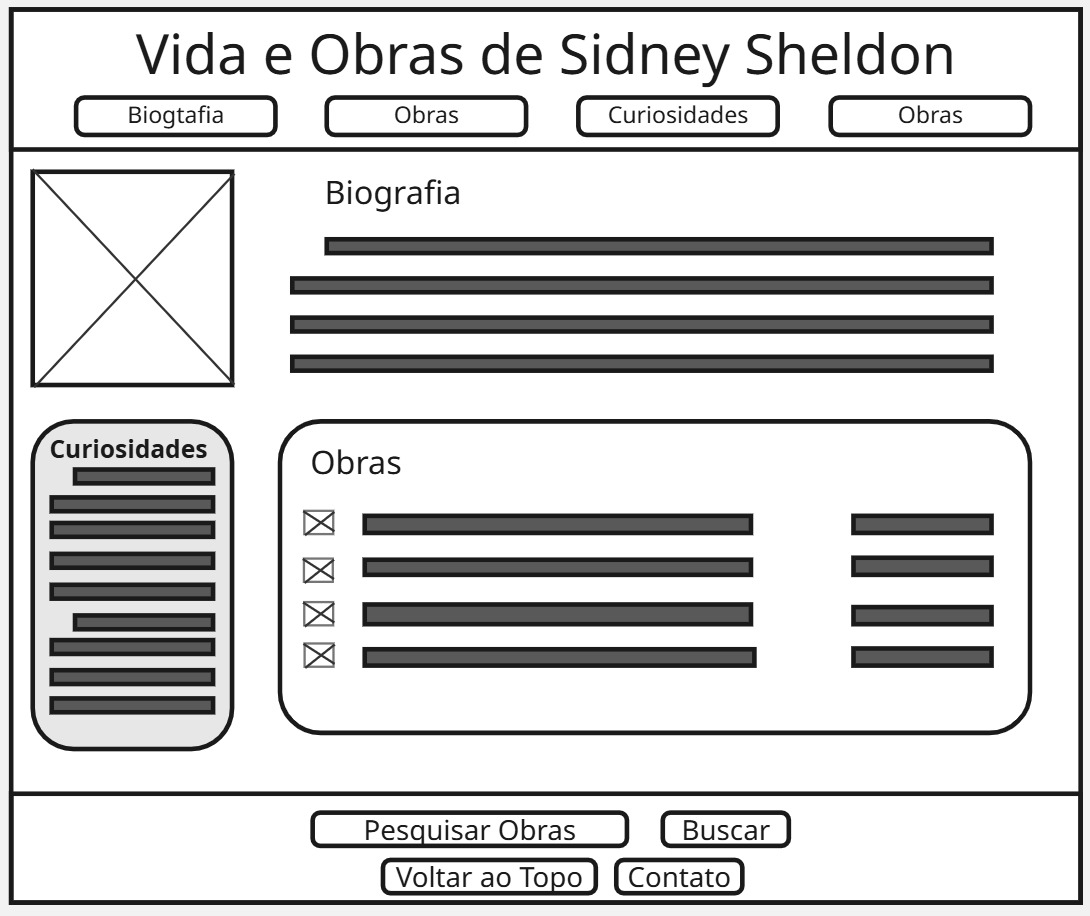 Vida e Obras de Sidney Sheldon
Biogtafia
Obras
Curiosidades
Obras
Biografia
Curiosidades
Obras
Pesquisar Obras
Buscar
Voltar ao Topo
Contato